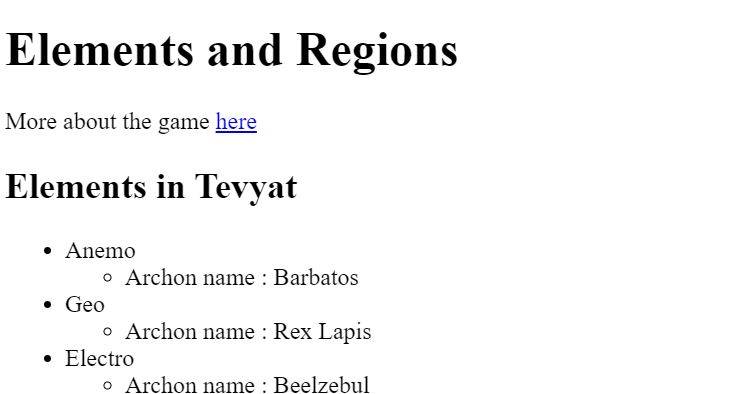 Elements and Regions
More about the game here
Elements in Tevyat
Anemo
Archon name : Barbatos
Geo
Archon name : Rex Lapis
Electro
Archon name : Beelzebul